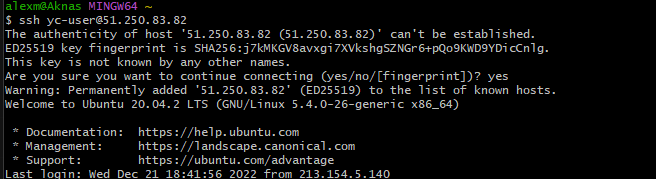 alexm@Aknas MINGW64 ~
$ ssh yc-user@51.250.83.82
The authenticity of host '51.250.83.82 (51.250.83.82)' can't be established.
ED25519 key fingerprint is SHA256:j7kMKGV8avxgi7XVkshgSZNGr6+pQo9KWD9YDicCnlg.
This key is not known by any other names.
Are you sure you want to continue connecting (yes/no/[fingerprint])? yes
Warning: Permanently added '51.250.83.82' (ED25519) to the list of known hosts.
Welcome to Ubuntu 20.04.2 LTS (GNU/Linux 5.4.0-26-generic x86_64)
* Documentation: https://help.ubuntu.com
* Management: https://landscape.canonical.com
* Support: https://ubuntu.com/advantage
Last login: Wed Dec 21 18:41:56 2022 from 213.154.5.140